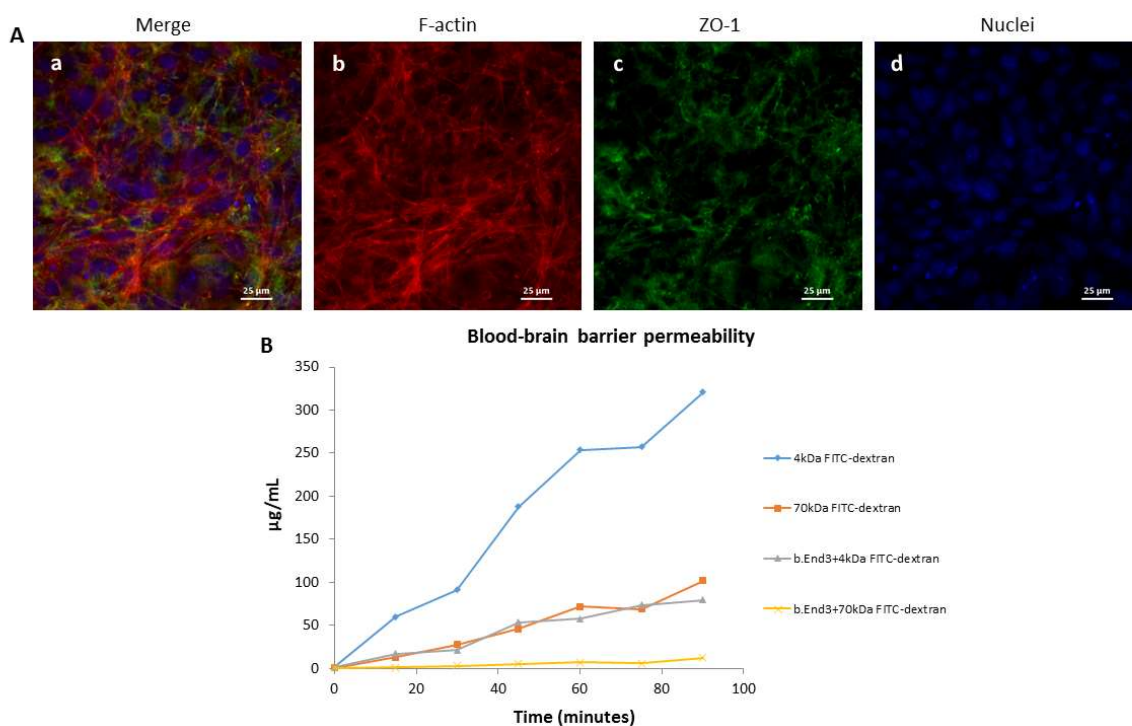 A
Merge
F-actin
ZO-1
Nuclei
a
b
c
d
25 µm
25 µm
25 µm
25 µm
B
Blood-brain barrier permeability
µg/mL
350
300
250
200
150
100
50
0
0
20
40
60
80
100
Time (minutes)
4kDa FITC-dextran
70kDa FITC-dextran
b.End3+4kDa FITC-dextran
b.End3+70kDa FITC-dextran